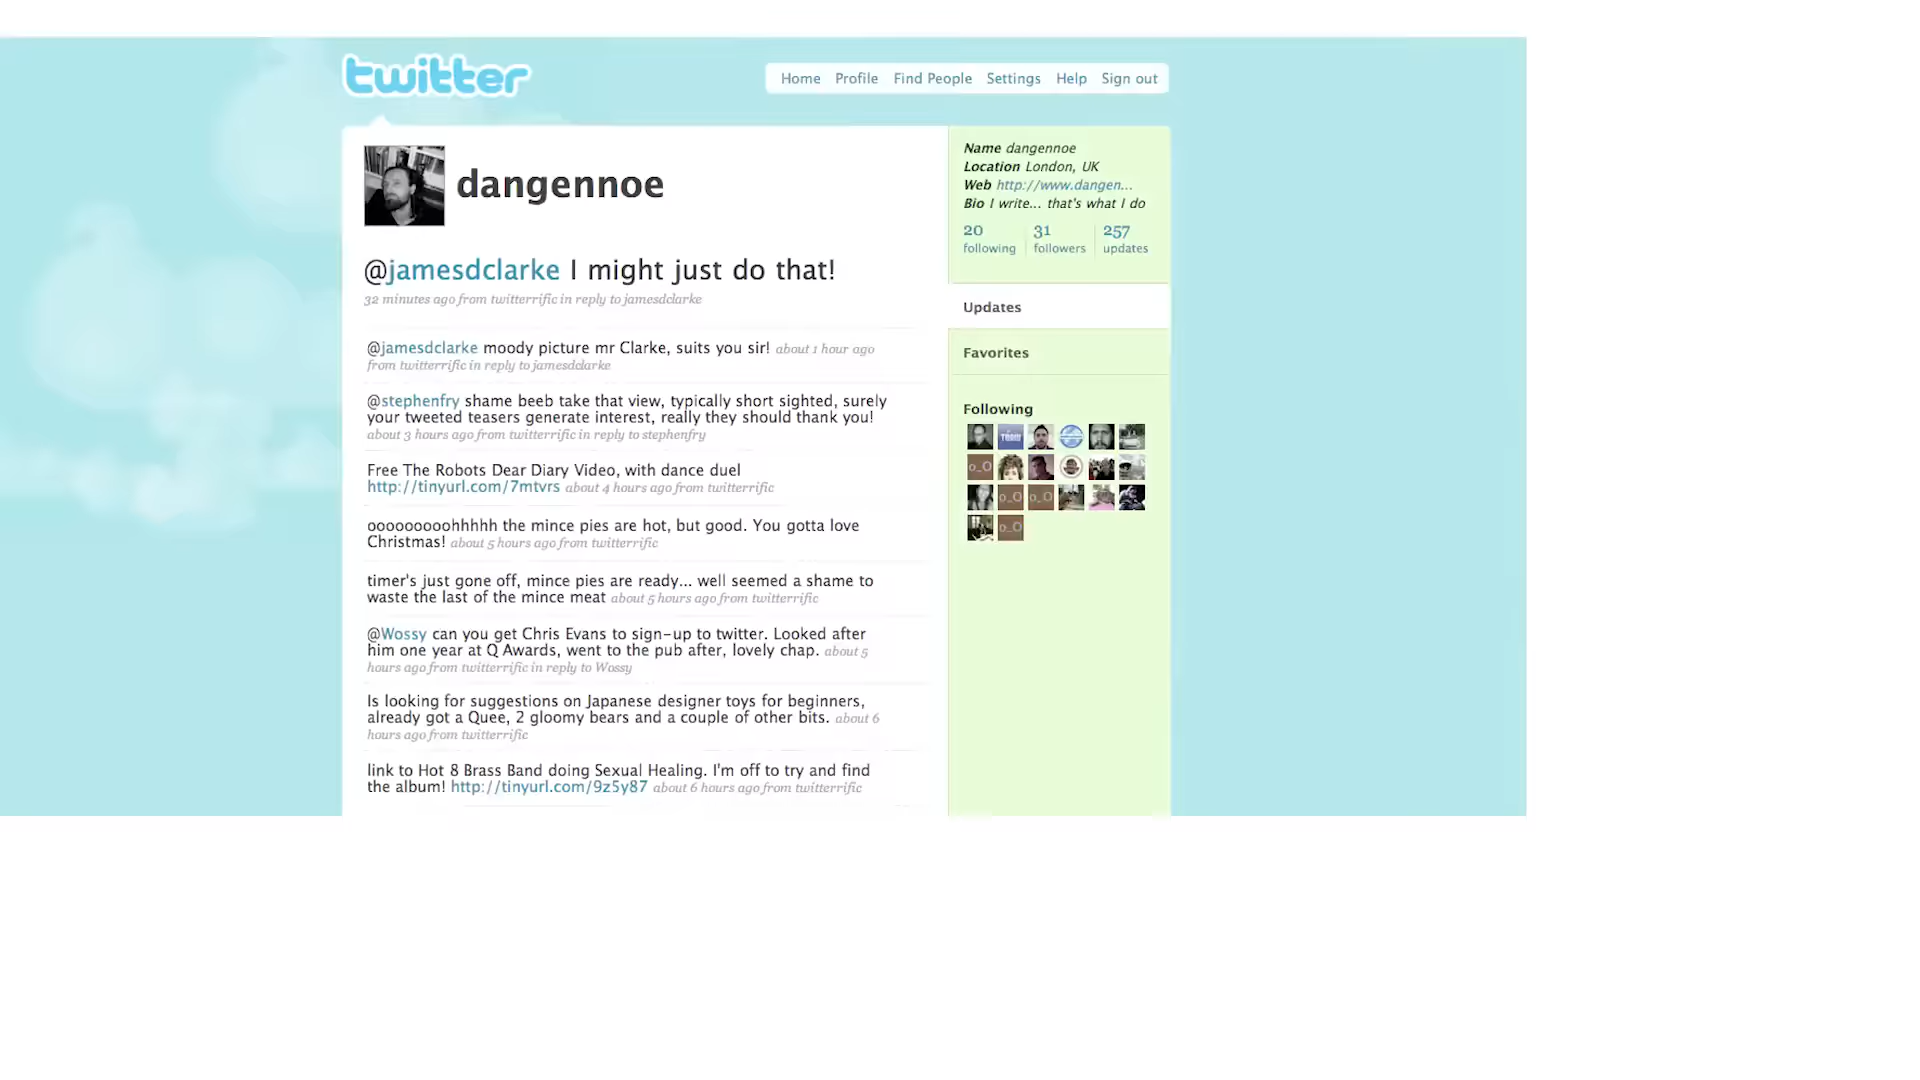 twitter
Home Profile Find People Settings Help Sign out
dangennoe
@jamesdclarke I might just do that!
32 minutes ago from twitterrific in reply to jamesdclarke
@jamesdclarke moody picture mr Clarke, suits you sir! about 1 hour ago
from twitterrific in reply to jamesdclarke
@stephenfry shame beeb take that view, typically short sighted, surely
your tweeted teasers generate interest, really they should thank you!
about 3 hours ago from twitterrific in reply to stephenfry
Free The Robots Dear Diary Video, with dance duel
http://tinyurl.com/7mtvrs about 4 hours ago from twitterrific
ooooooooohhhhh the mince pies are hot, but good. You gotta love
Christmas! about 5 hours ago from twitterrific
timer's just gone off, mince pies are ready... well seemed a shame to
waste the last of the mince meat about 5 hours ago from twitterrific
@Wossy can you get Chris Evans to sign-up to twitter. Looked after
him one year at Q Awards, went to the pub after, lovely chap. about 5
hours ago from twitterrific in reply to Wossy
Is looking for suggestions on Japanese designer toys for beginners,
already got a Quee, 2 gloomy bears and a couple of other bits. about 6
hours ago from twitterrific
link to Hot 8 Brass Band doing Sexual Healing. I'm off to try and find
the album! http://tinyurl.com/9z5y87 about 6 hours ago from twitterrific
Name dangennoe
Location London, UK
Web http://www.dangen...
Bio I write... that's what I do
20 31 257
following followers updates
Updates
Favorites
Following
o_O
o_O o_O
o_O